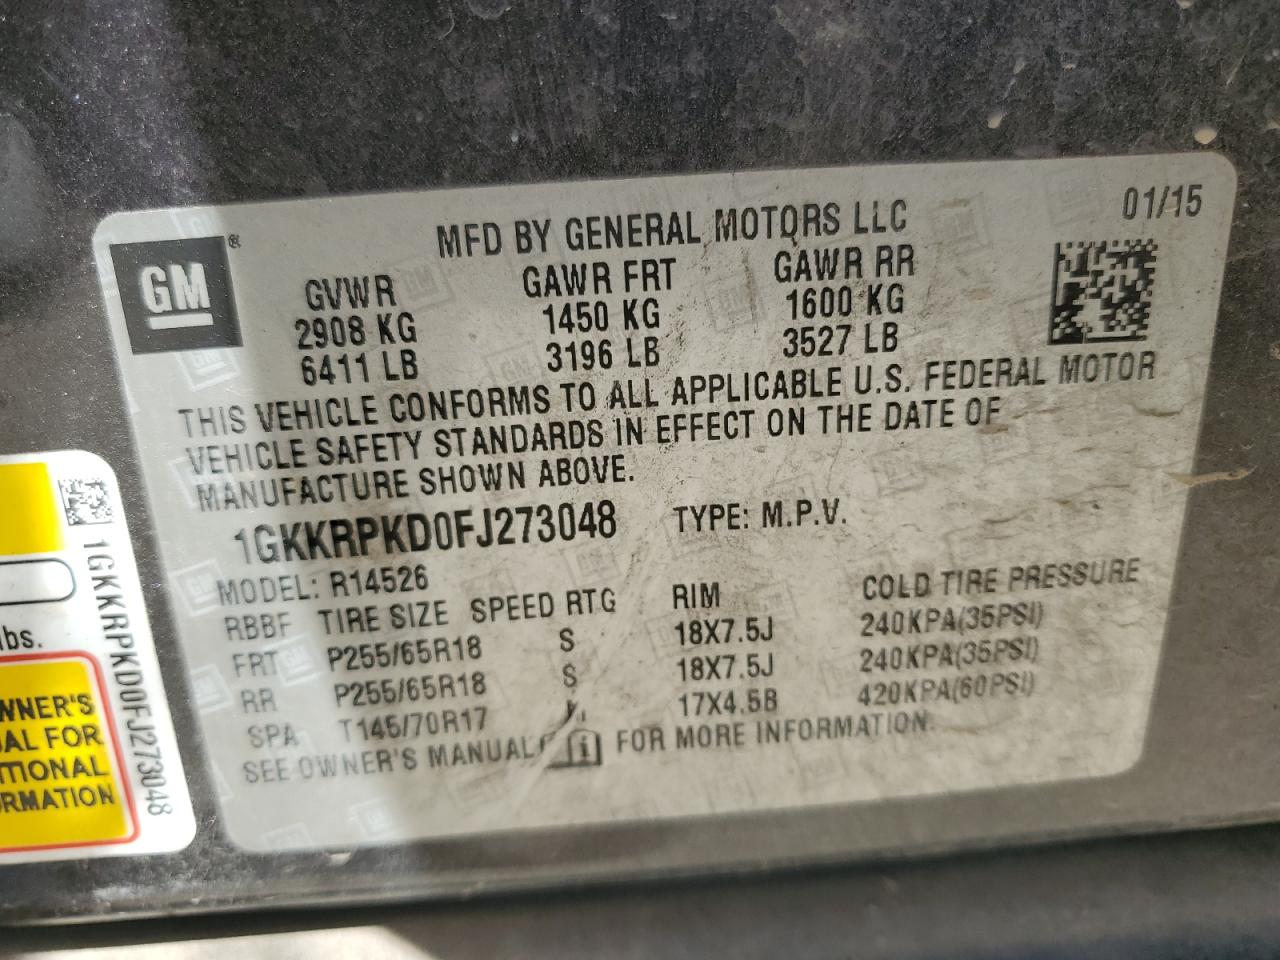 GM ®
MFD BY GENERAL MOTORS LLC
01/15
GVWR GAWR FRT GAWR RR
2908 KG 1450 KG 1600 KG
6411 LB 3196 LB 3527 LB
THIS VEHICLE CONFORMS TO ALL APPLICABLE U.S. FEDERAL MOTOR
VEHICLE SAFETY STANDARDS IN EFFECT ON THE DATE OF
MANUFACTURE SHOWN ABOVE.
1GKKRPKD0FJ273048 TYPE: M.P.V.
MODEL: R14526
RBBF TIRE SIZE SPEED RTG RIM COLD TIRE PRESSURE
FRT P255/65R18 S 18X7.5J 240KPA(35PSI)
RR P255/65R18 S 18X7.5J 240KPA(35PSI)
SPA T145/70R17 17X4.5B 420KPA(60PSI)
SEE OWNER'S MANUAL i FOR MORE INFORMATION.
1GKKRPKD0FJ273048
lbs.
WNER'S
UAL FOR
ITIONAL
RMATION